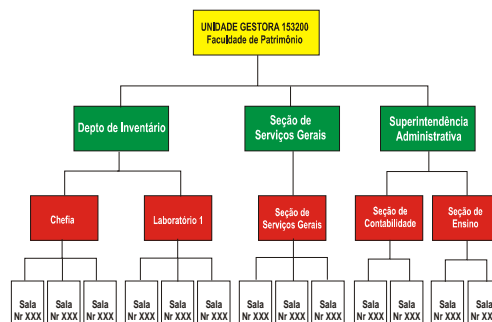 UNIDADE GESTORA 153200
Faculdade de Patrimônio
Depto de Inventário
Seção de
Serviços Gerais
Superintendência
Administrativa
Chefia
Laboratório 1
Seção de
Serviços Gerais
Seção de
Contabilidade
Seção de
Ensino
Sala
Nr XXX
Sala
Nr XXX
Sala
Nr XXX
Sala
Nr XXX
Sala
Nr XXX
Sala
Nr XXX
Sala
Nr XXX
Sala
Nr XXX
Sala
Nr XXX
Sala
Nr XXX
Sala
Nr XXX
Sala
Nr XXX
Sala
Nr XXX